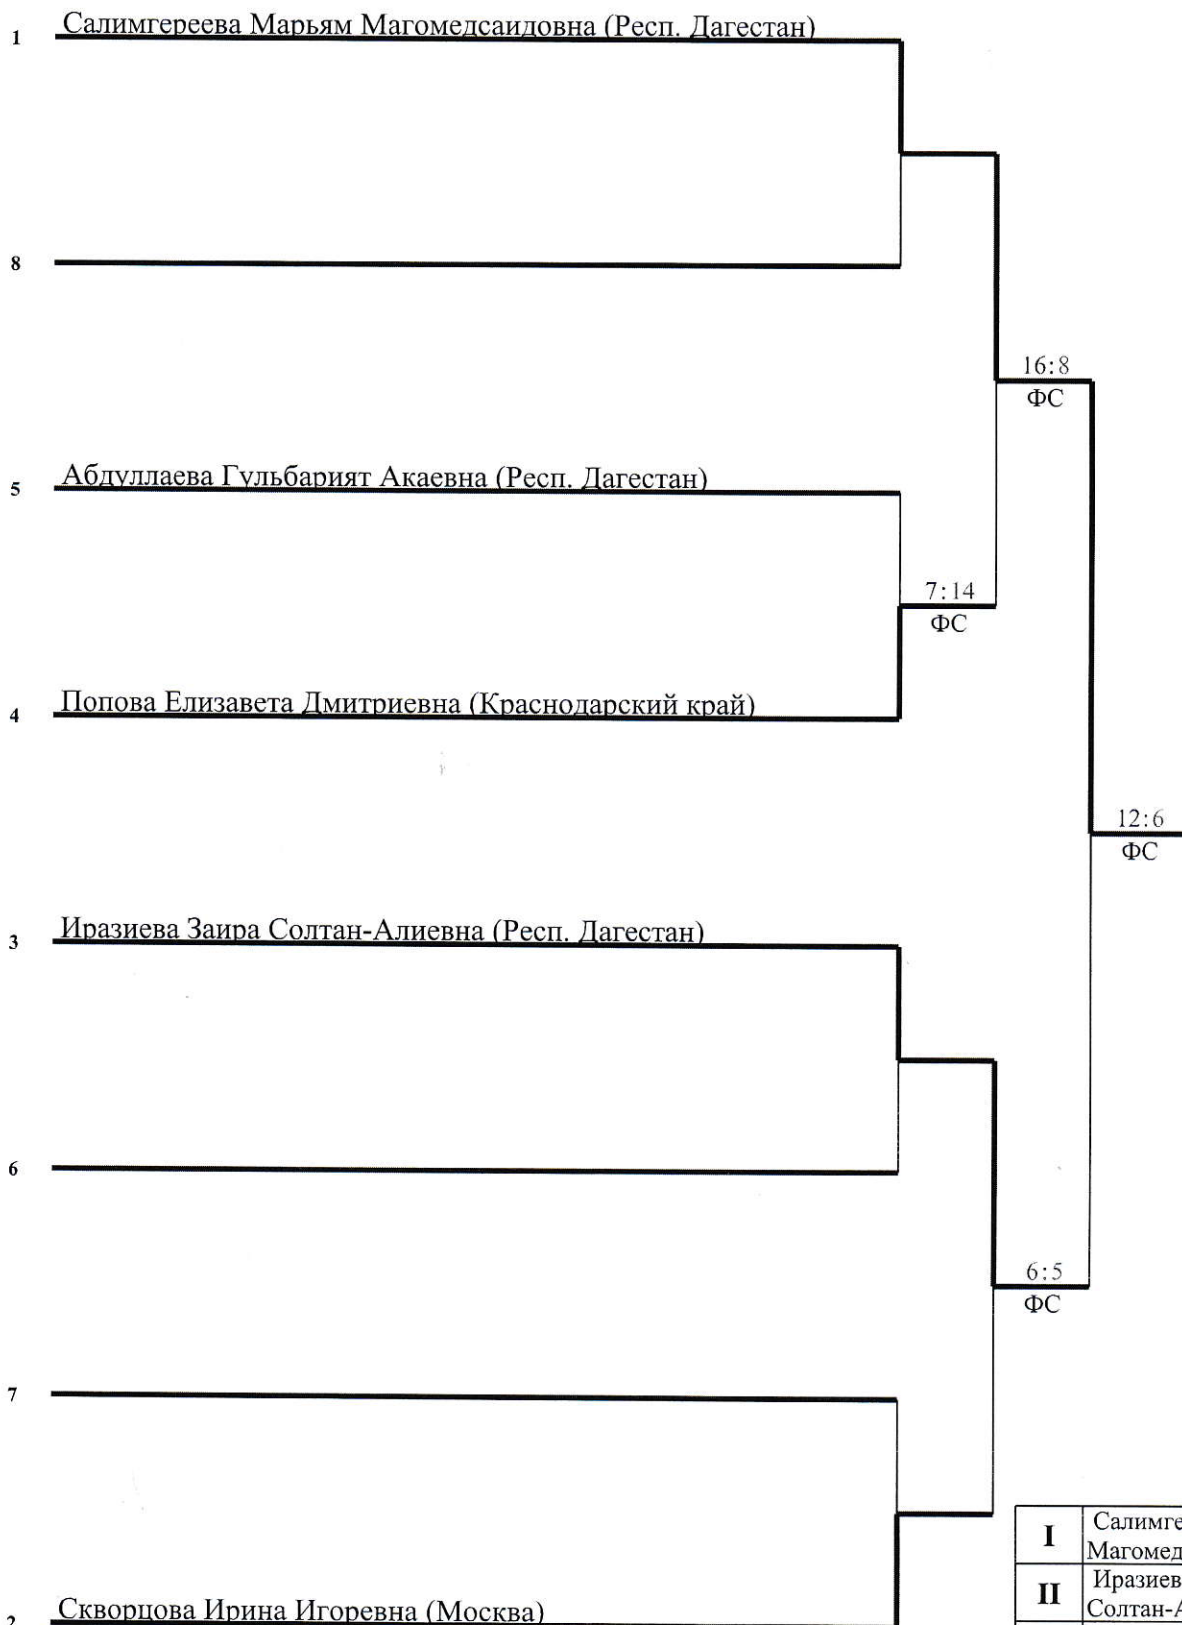 1 Салимгереева Марьям Магомедсаидовна (Респ. Дагестан)
8
16:8
ФС
5 Абдуллаева Гульбарият Акаевна (Респ. Дагестан)
7:14
ФС
4 Попова Елизавета Дмитриевна (Краснодарский край)
12:6
ФС
3 Иразиева Заира Солтан-Алиевна (Респ. Дагестан)
6
6:5
ФС
7
I Салимге
Магомед
II Иразиев
Солтан-А
2 Скворцова Ирина Игоревна (Москва)